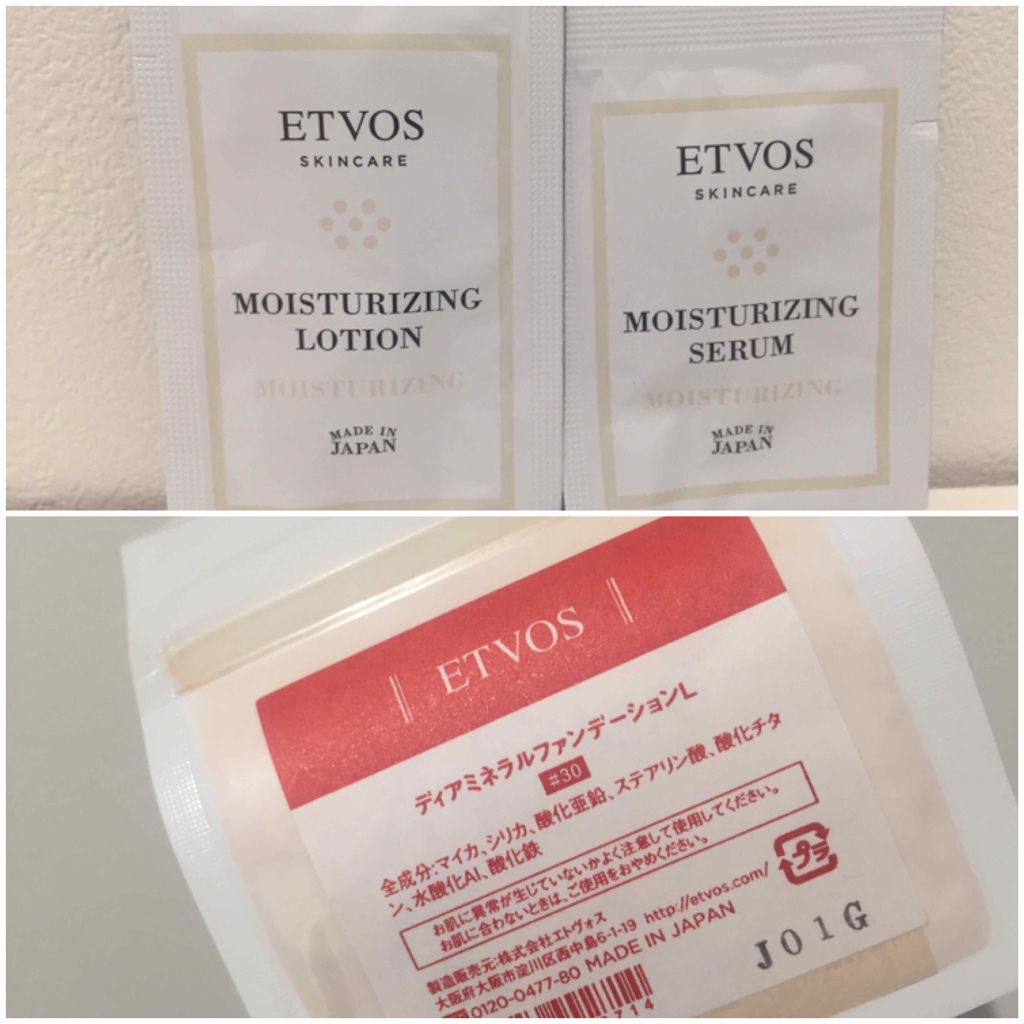 ETVOS
SKINCARE
MOISTURIZING
LOTION
MOISTURIZING
MADE IN
JAPAN
ETVOS
SKINCARE
MOISTURIZING
SERUM
MOISTURIZING
MADE IN
JAPAN
ETVOS
ディアミネラルファンデーションL
#30
全成分:マイカ、シリカ、酸化亜鉛、ステアリン酸、酸化チタ
ン、水酸化Al、酸化鉄
お肌に異常が生じていないかよく注意して使用してください。
お肌に合わないときは、ご使用をおやめください。
プラ
製造販売元:株式会社エトヴォス
大阪府大阪市淀川区西中島6-1-19 http://etvos.com/
0120-0477-80 MADE IN JAPAN
J01G